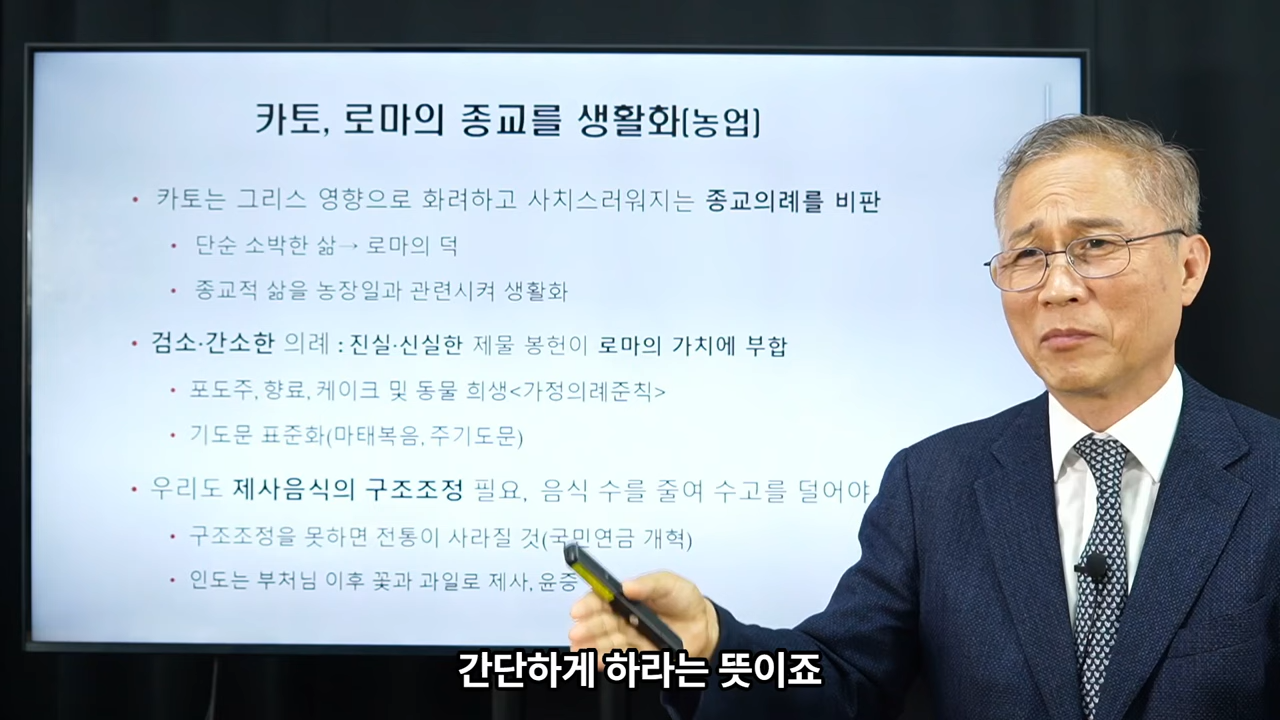 카토, 로마의 종교를 생활화(농업)
• 카토는 그리스 영향으로 화려하고 사치스러워지는 종교의례를 비판
• 단순 소박한 삶→ 로마의 덕
• 종교적 삶을 농장일과 관련시켜 생활화
• 검소·간소한 의례 : 진실·신실한 제물 봉헌이 로마의 가치에 부합
• 포도주, 향료, 케이크 및 동물 희생<가정의례준칙>
• 기도문 표준화(마태복음, 주기도문)
• 우리도 제사음식의 구조조정 필요, 음식 수를 줄여 수고를 덜어야
• 구조조정을 못하면 전통이 사라질 것(국민연금 개혁)
• 인도는 부처님 이후 꽃과 과일로 제사, 윤증
간단하게 하라는 뜻이죠